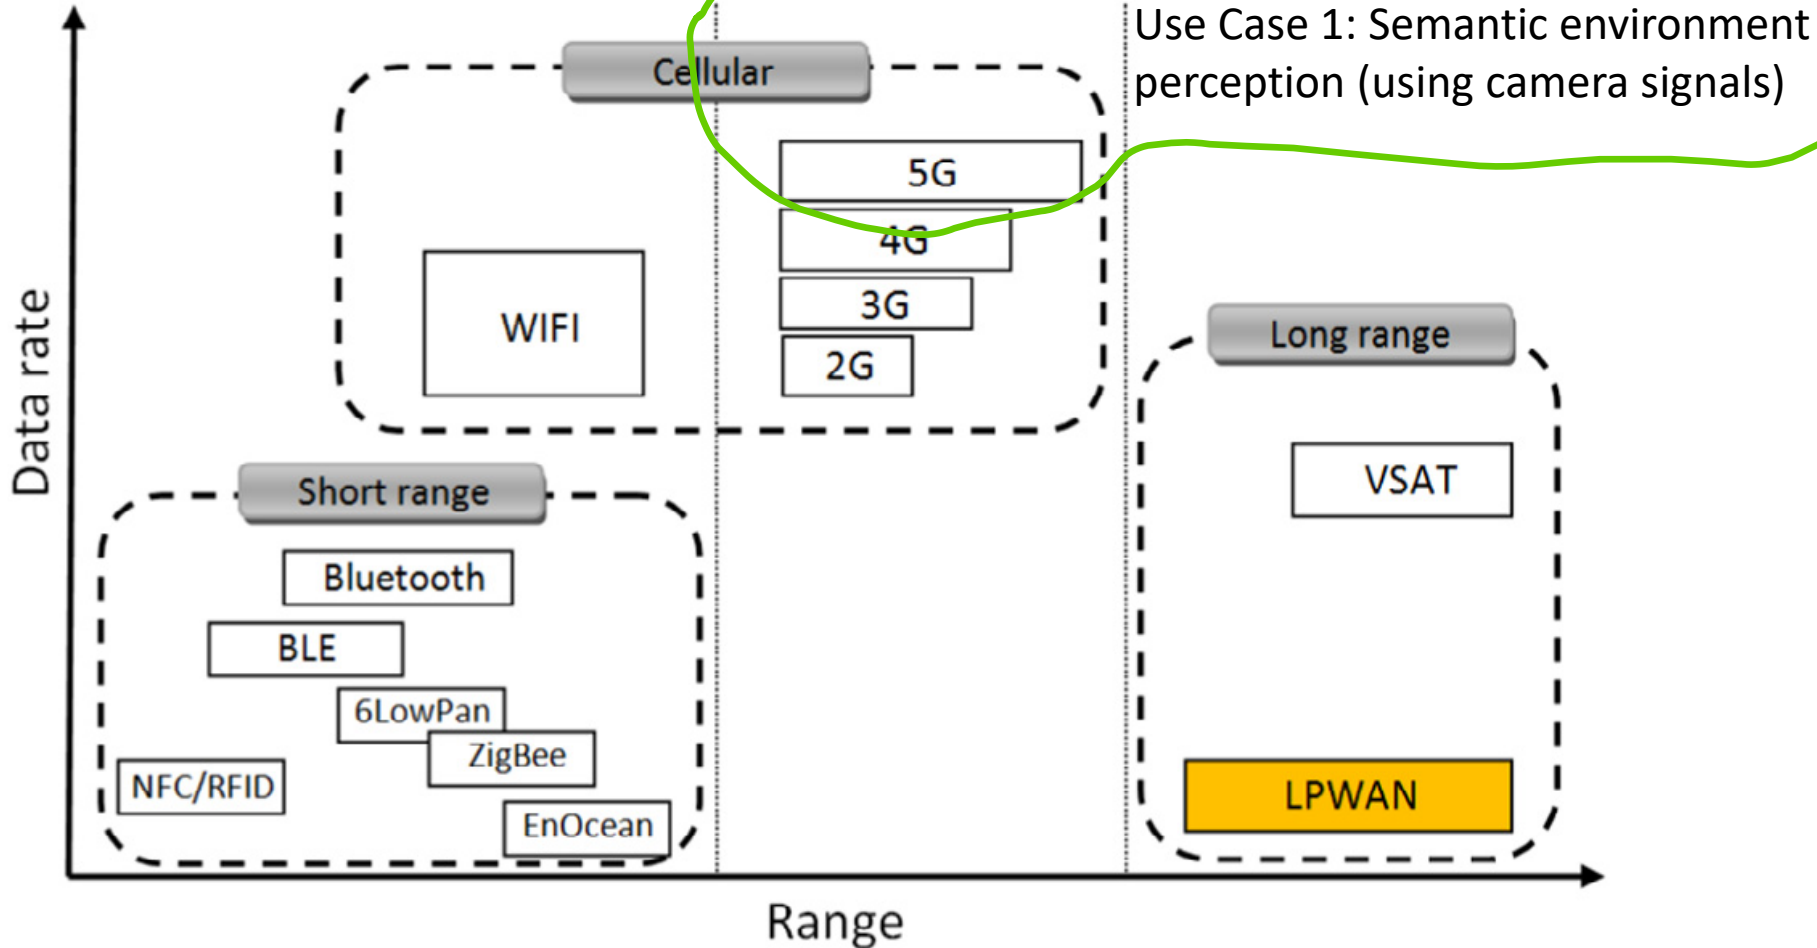 Use Case 1: Semantic environment
perception (using camera signals)
Cellular
5G
4G
3G
2G
WIFI
Long range
VSAT
LPWAN
Short range
Bluetooth
BLE
6LowPan
ZigBee
NFC/RFID
EnOcean
Data rate
Range